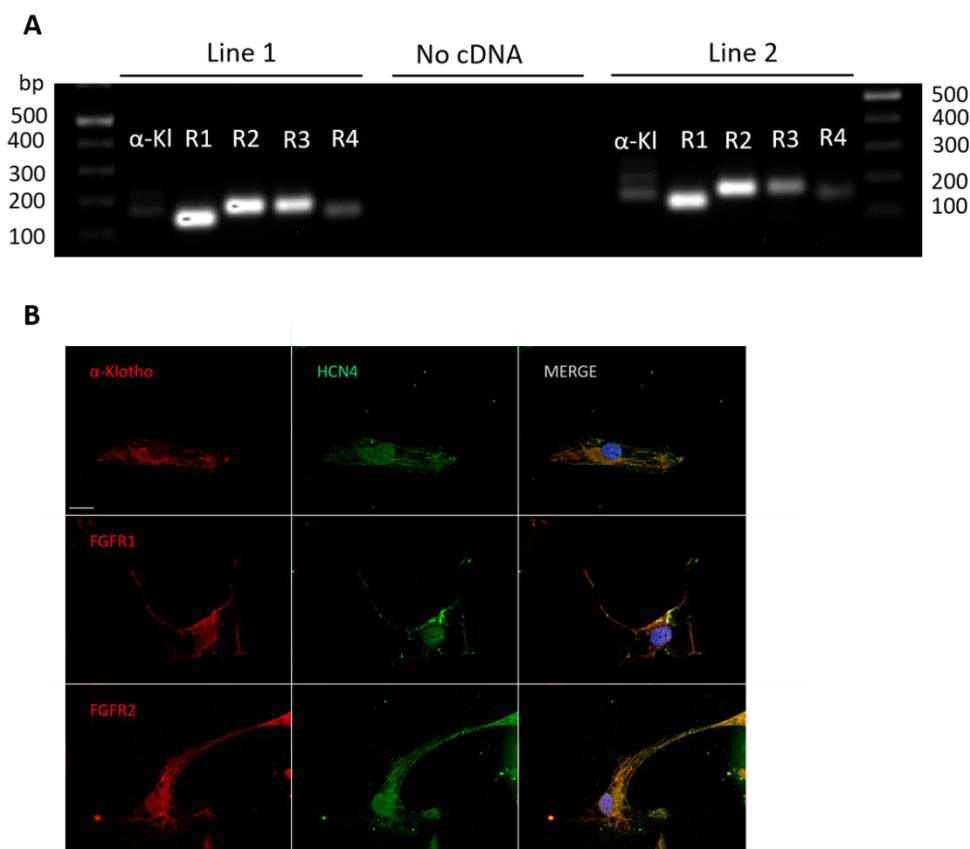 A
Line 1 No cDNA Line 2
bp
500
400
300
200
100
α-Kl R1 R2 R3 R4
α-Kl R1 R2 R3 R4
500
400
300
200
100
B
α-Klotho HCN4 MERGE
FGFR1
FGFR2